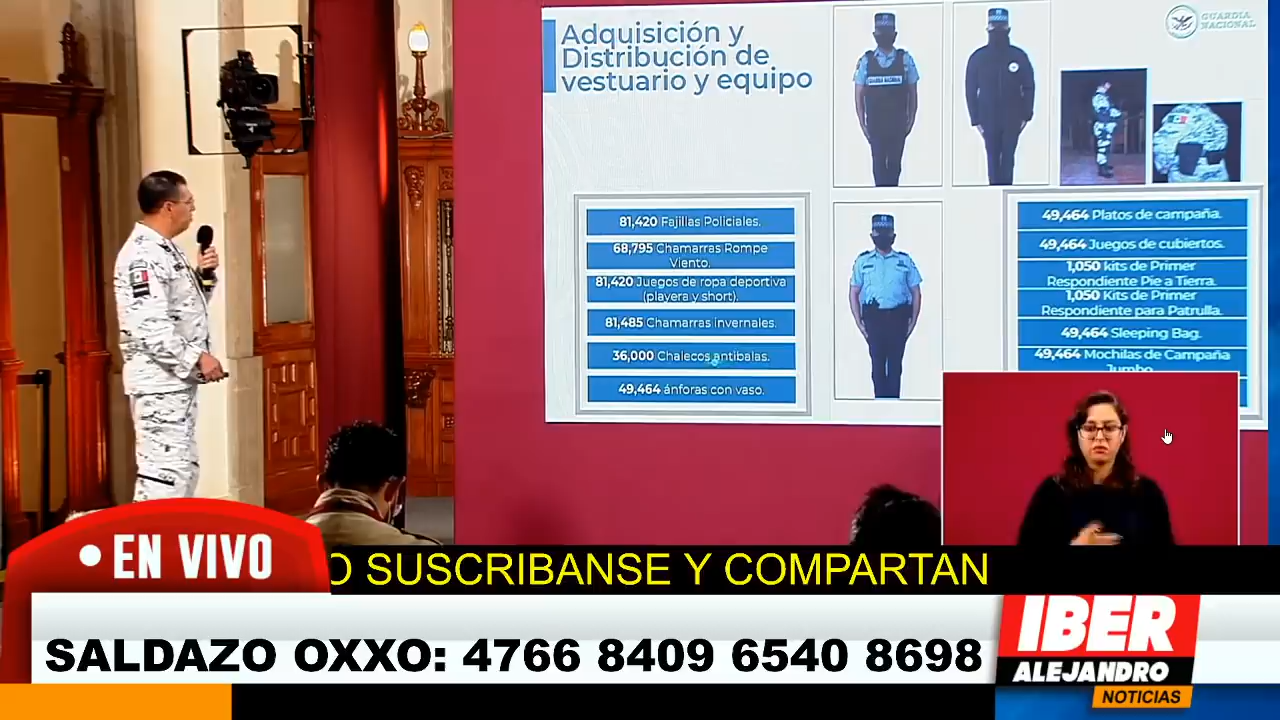 Adquisición y
Distribución de
vestuario y equipo
GUARDIA
NACIONAL
GUARDIA NACIONAL
81,420 Fajillas Policiales.
68,795 Chamarras Rompe
Viento.
81,420 Juegos de ropa deportiva
(playera y short).
81,485 Chamarras invernales.
36,000 Chalecos antibalas.
49,464 ánforas con vaso.
49,464 Platos de campaña.
49,464 Juegos de cubiertos.
1,050 kits de Primer
Respondiente Pie a Tierra.
1,050 Kits de Primer
Respondiente para Patrulla.
49,464 Sleeping Bag.
49,464 Mochilas de Campaña
Jumbo.
EN VIVO
O SUSCRIBANSE Y COMPARTAN
SALDAZO OXXO: 4766 8409 6540 8698
IBER
ALEJANDRO
NOTICIAS